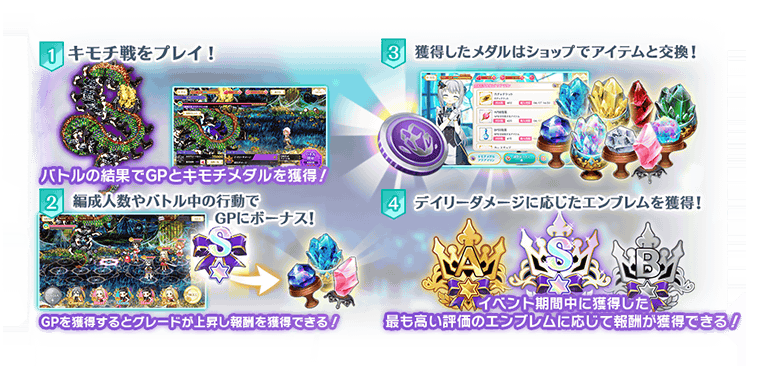 1 キモチ戦をプレイ！
バトルの結果でGPとキモチメダルを獲得！
2 編成人数やバトル中の行動で
GPにボーナス！
S
GPを獲得するとグレードが上昇し報酬を獲得できる！
3 獲得したメダルはショップでアイテムと交換！
4 デイリーダメージに応じたエンブレムを獲得！
A S B
イベント期間中に獲得した
最も高い評価のエンブレムに応じて報酬が獲得できる！